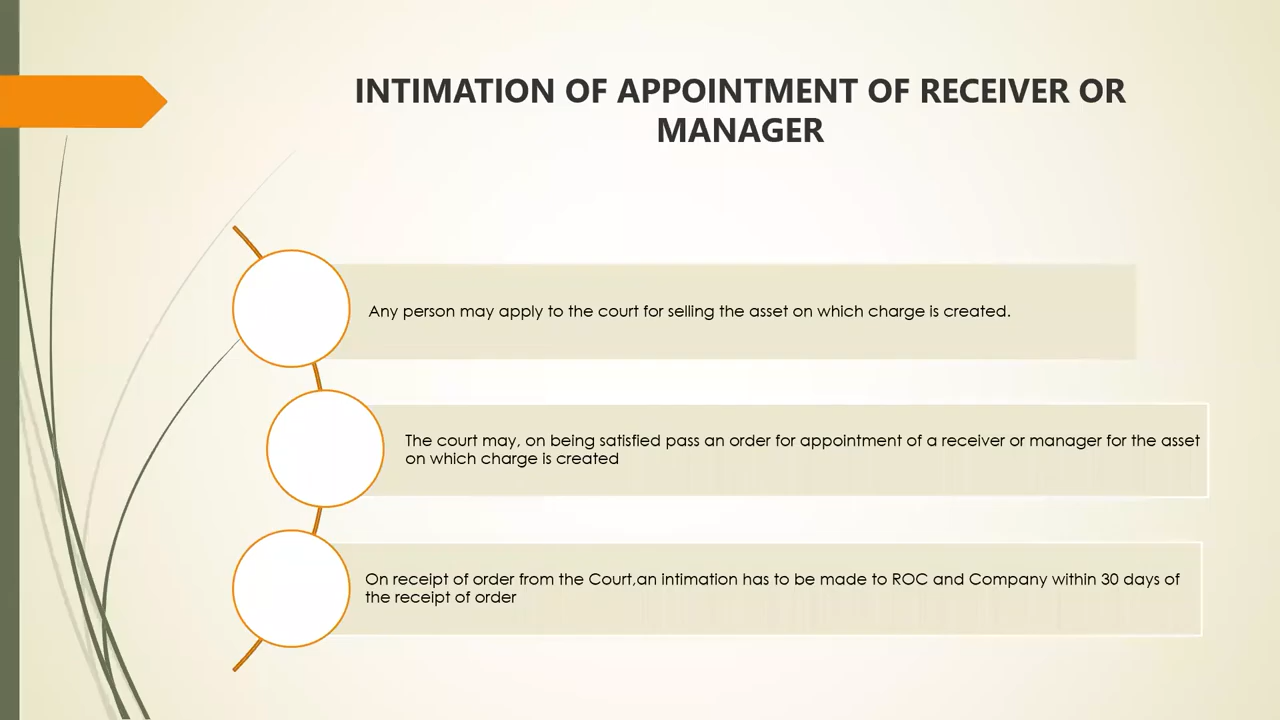 INTIMATION OF APPOINTMENT OF RECEIVER OR
MANAGER
Any person may apply to the court for selling the asset on which charge is created.
The court may, on being satisfied pass an order for appointment of a receiver or manager for the asset
on which charge is created
On receipt of order from the Court,an intimation has to be made to ROC and Company within 30 days of
the receipt of order